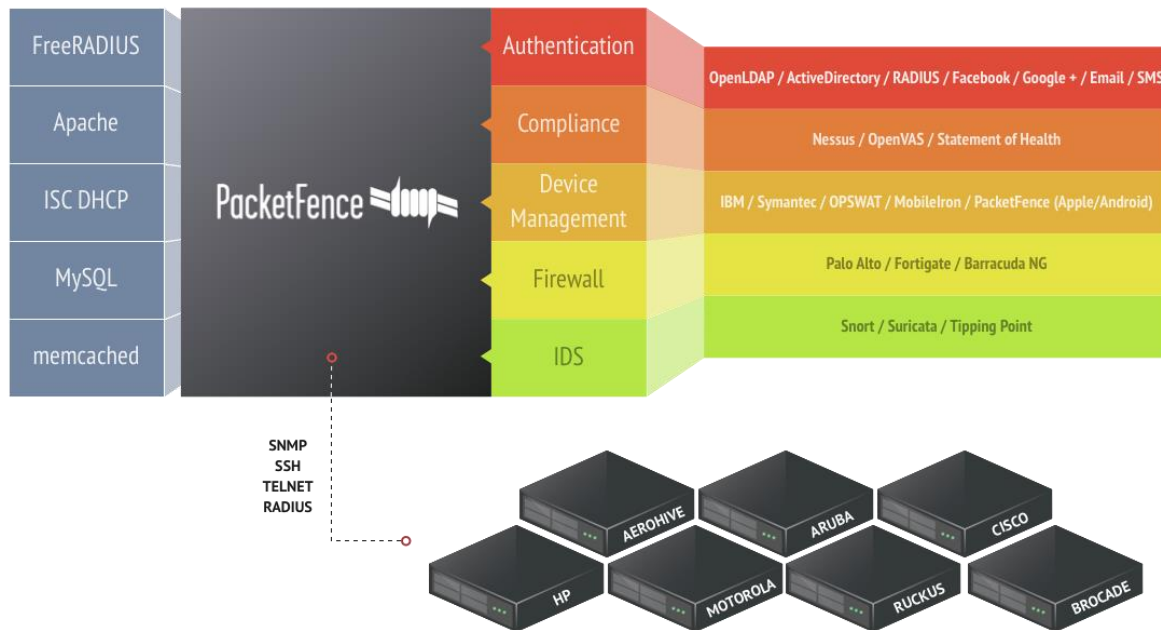 FreeRADIUS
Apache
ISC DHCP
MySQL
memcached
PacketFence
Authentication
Compliance
Device
Management
Firewall
IDS
OpenLDAP / ActiveDirectory / RADIUS / Facebook / Google + / Email / SMS
Nessus / OpenVAS / Statement of Health
IBM / Symantec / OPSWAT / MobileIron / PacketFence (Apple/Android)
Palo Alto / Fortigate / Barracuda NG
Snort / Suricata / Tipping Point
SNMP
SSH
TELNET
RADIUS
AEROHIVE
ARUBA
CISCO
HP
MOTOROLA
RUCKUS
BROCADE